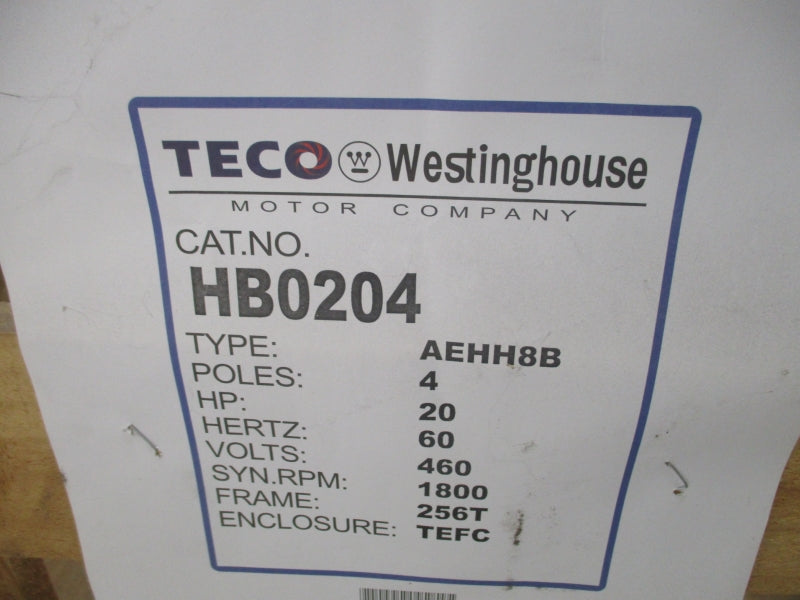 TECO W Westinghouse
MOTOR COMPANY
CAT.NO.
HB0204
TYPE: AEHH8B
POLES: 4
HP: 20
HERTZ: 60
VOLTS: 460
SYN.RPM: 1800
FRAME: 256T
ENCLOSURE: TEFC